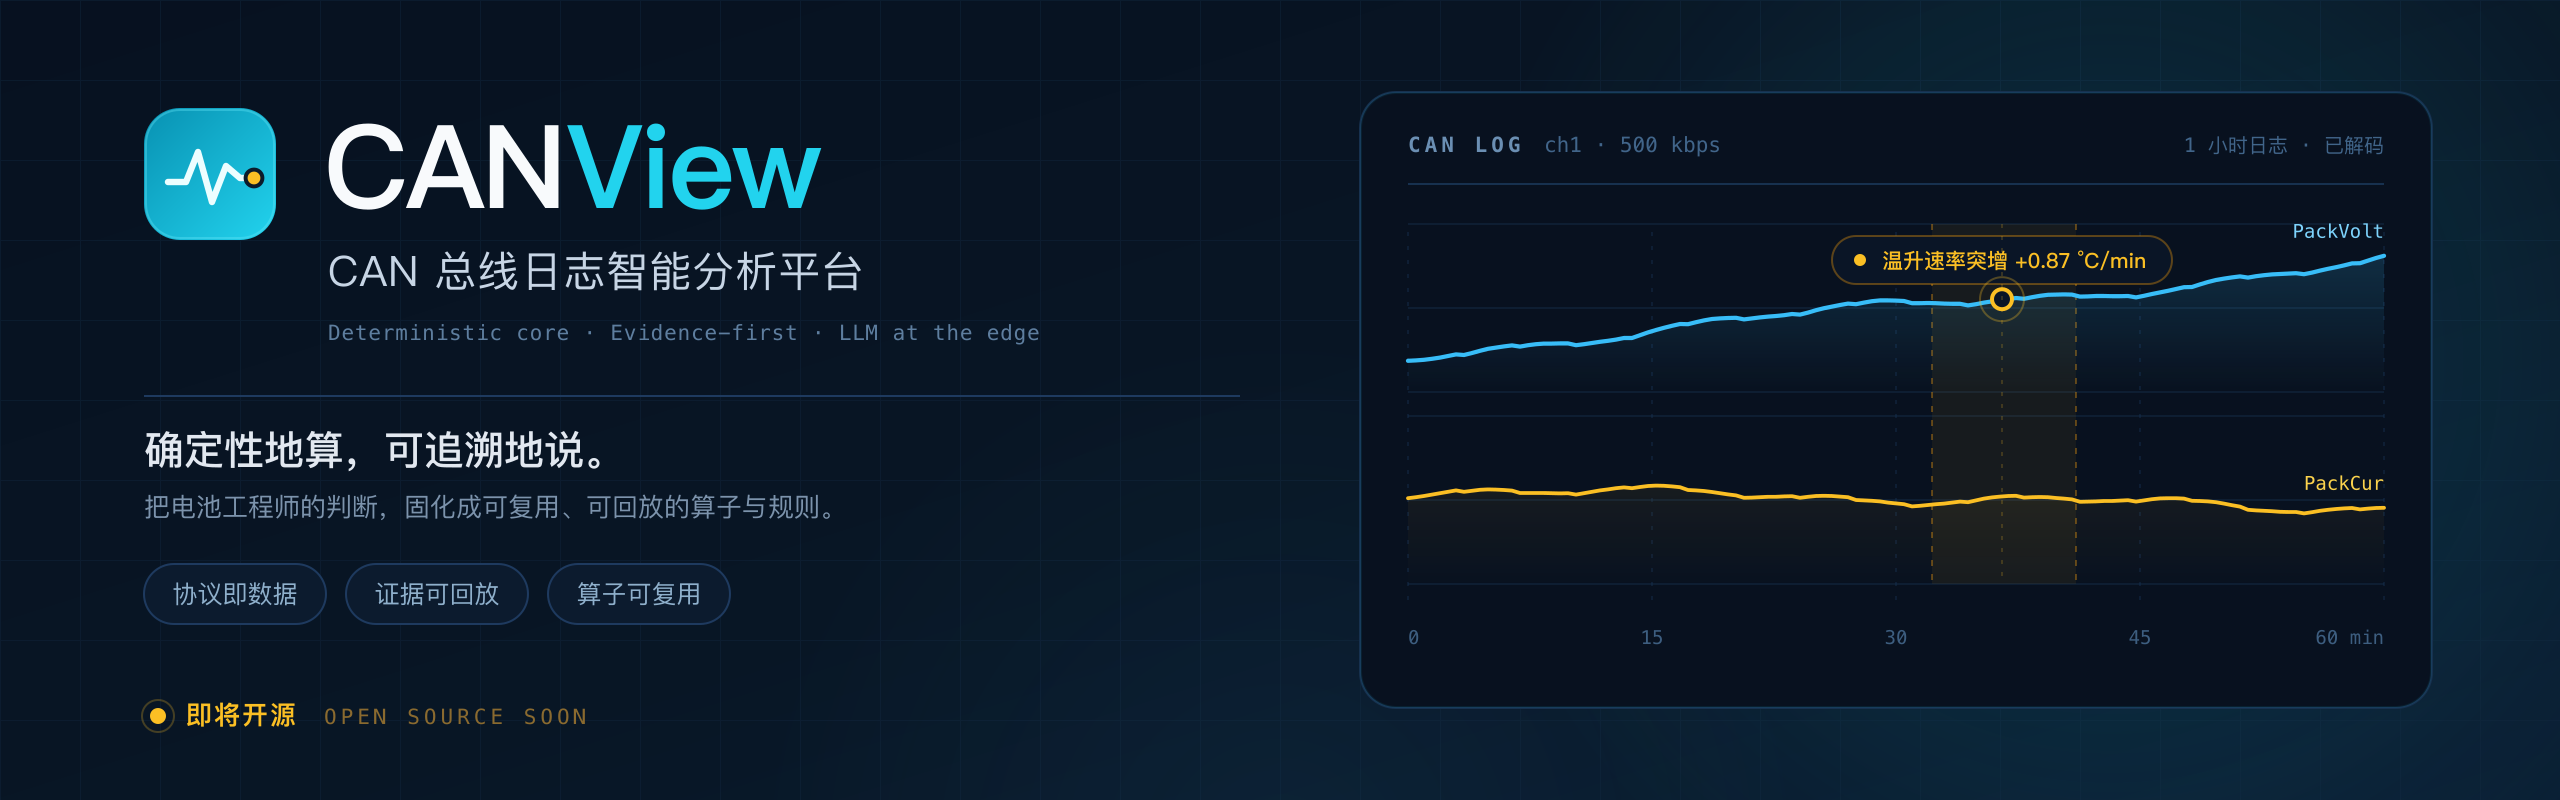 CANView
CAN 总线日志智能分析平台
Deterministic core · Evidence-first · LLM at the edge
确定性地算，可追溯地说。
把电池工程师的判断，固化成可复用、可回放的算子与规则。
协议即数据 证据可回放 算子可复用
即将开源 OPEN SOURCE SOON
CAN LOG ch1 · 500 kbps 1 小时日志 · 已解码
PackVolt
温升速率突增 +0.87 °C/min
PackCur
0 15 30 45 60 min